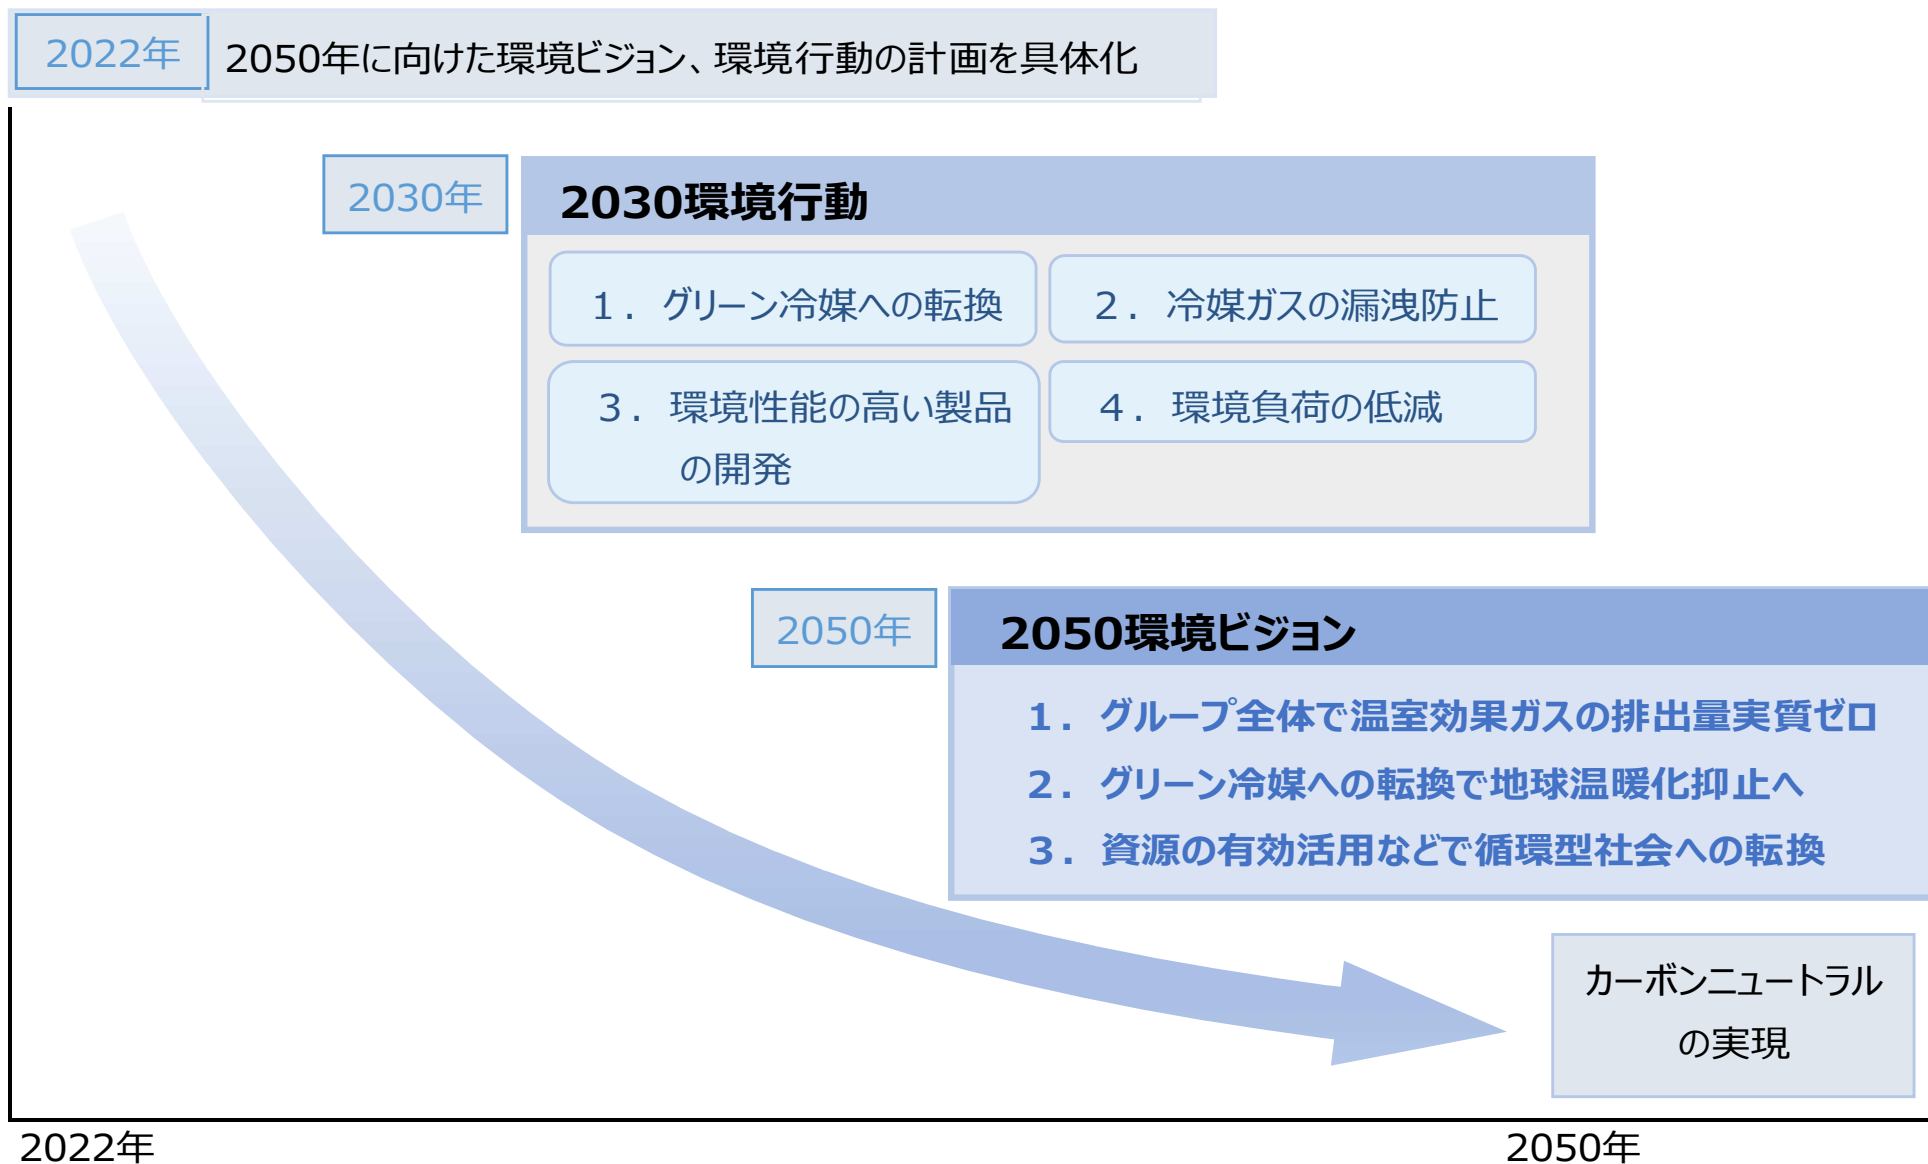 2022年
2050年に向けた環境ビジョン、環境行動の計画を具体化
2030年
2030環境行動
1. グリーン冷媒への転換
2. 冷媒ガスの漏洩防止
3. 環境性能の高い製品
の開発
4. 環境負荷の低減
2050年
2050環境ビジョン
1. グループ全体で温室効果ガスの排出量実質ゼロ
2. グリーン冷媒への転換で地球温暖化抑止へ
3. 資源の有効活用などで循環型社会への転換
カーボンニュートラル
の実現
2022年
2050年